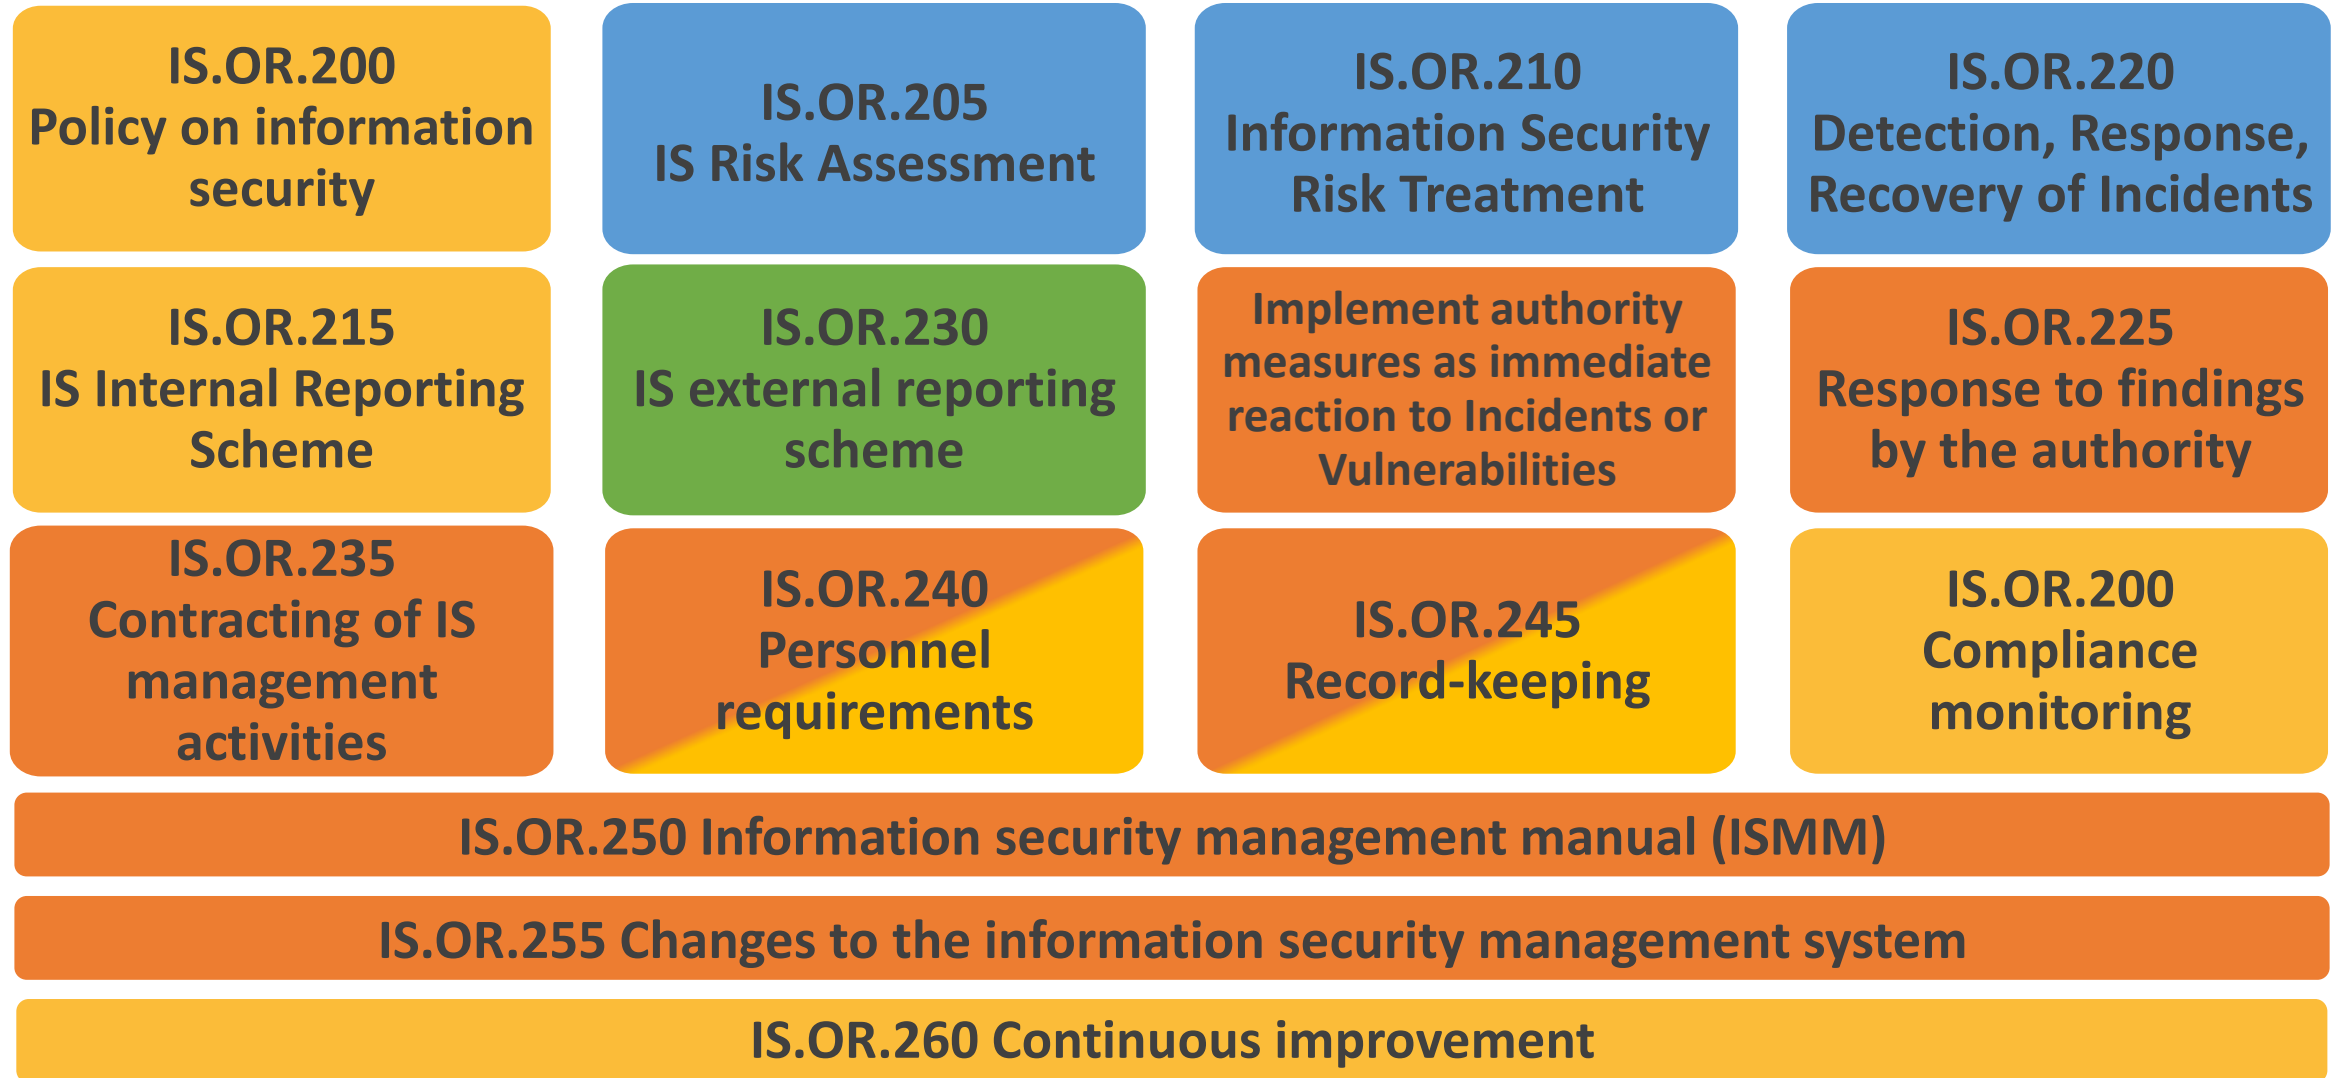 IS.OR.200
Policy on information
security
IS.OR.205
IS Risk Assessment
IS.OR.210
Information Security
Risk Treatment
IS.OR.220
Detection, Response,
Recovery of Incidents
IS.OR.215
IS Internal Reporting
Scheme
IS.OR.230
IS external reporting
scheme
Implement authority
measures as immediate
reaction to Incidents or
Vulnerabilities
IS.OR.225
Response to findings
by the authority
IS.OR.235
Contracting of IS
management
activities
IS.OR.240
Personnel
requirements
IS.OR.245
Record-keeping
IS.OR.200
Compliance
monitoring
IS.OR.250 Information security management manual (ISMM)
IS.OR.255 Changes to the information security management system
IS.OR.260 Continuous improvement